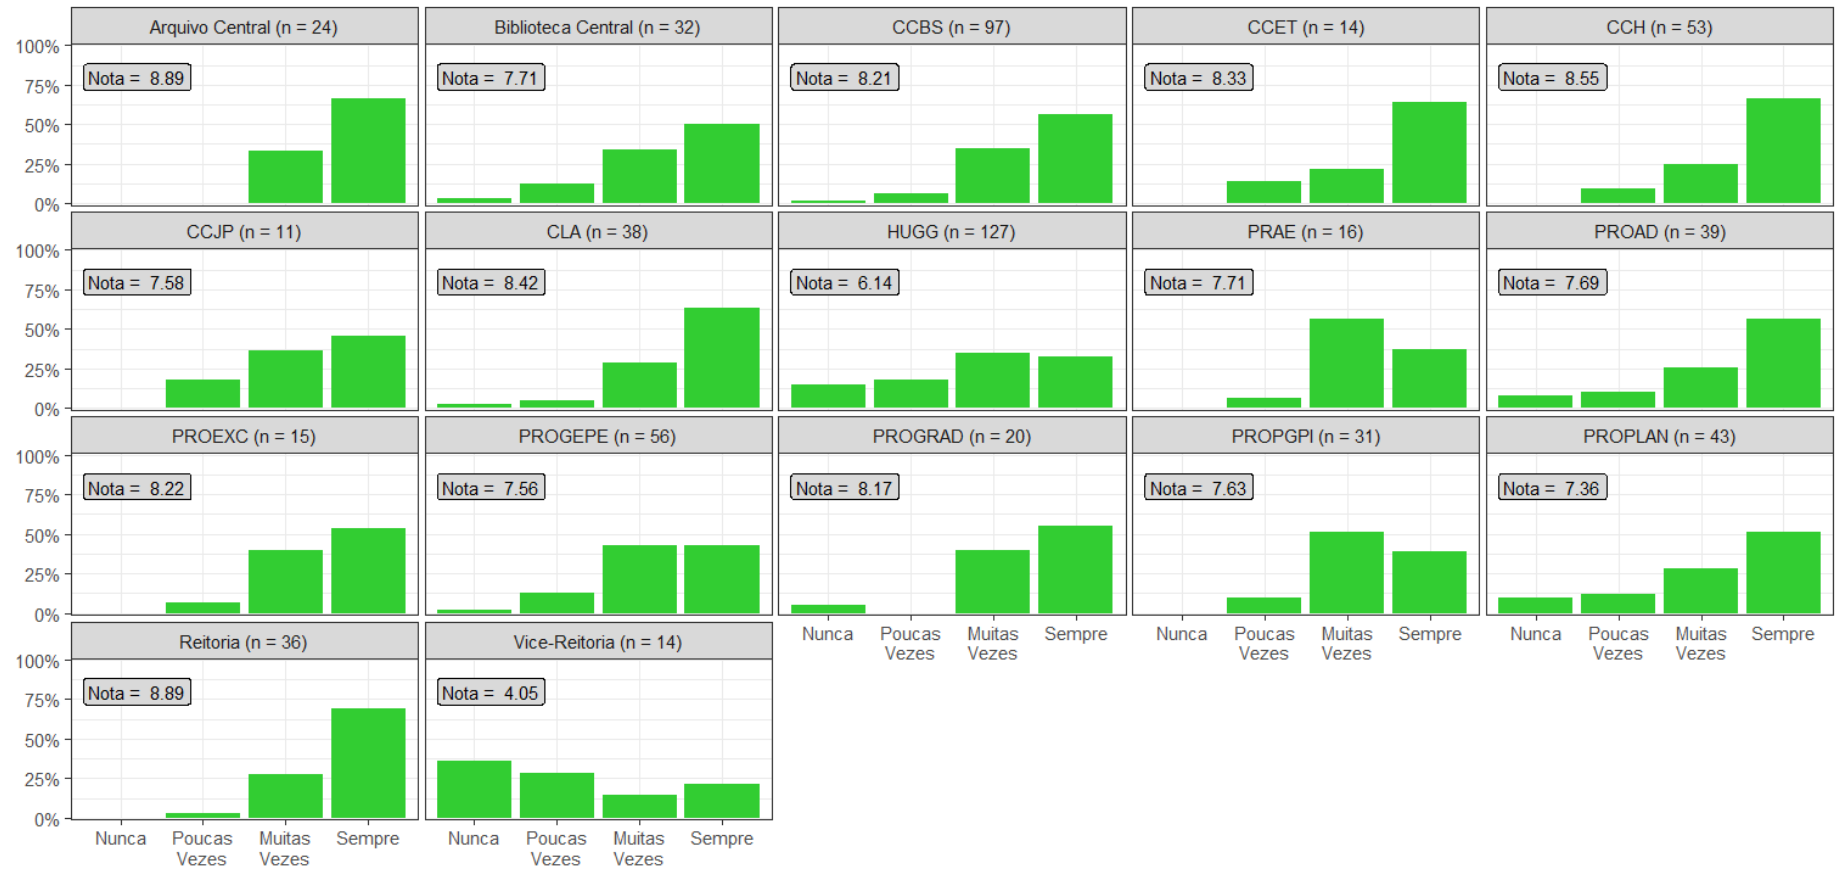 Arquivo Central (n = 24)
Biblioteca Central (n = 32)
CCBS (n = 97)
CCET (n = 14)
CCH (n = 53)
100%
75%
50%
25%
0%
Nota = 8.89
Nota = 7.71
Nota = 8.21
Nota = 8.33
Nota = 8.55
CCJP (n = 11)
CLA (n = 38)
HUGG (n = 127)
PRAE (n = 16)
PROAD (n = 39)
100%
75%
50%
25%
0%
Nota = 7.58
Nota = 8.42
Nota = 6.14
Nota = 7.71
Nota = 7.69
PROEXC (n = 15)
PROGEPE (n = 56)
PROGRAD (n = 20)
PROPGPI (n = 31)
PROPLAN (n = 43)
100%
75%
50%
25%
0%
Nota = 8.22
Nota = 7.56
Nota = 8.17
Nota = 7.63
Nota = 7.36
Nunca
Poucas
Vezes
Muitas
Vezes
Sempre
Nunca
Poucas
Vezes
Muitas
Vezes
Sempre
Nunca
Poucas
Vezes
Muitas
Vezes
Sempre
Reitoria (n = 36)
Vice-Reitoria (n = 14)
100%
75%
50%
25%
0%
Nota = 8.89
Nota = 4.05
Nunca
Poucas
Vezes
Muitas
Vezes
Sempre
Nunca
Poucas
Vezes
Muitas
Vezes
Sempre